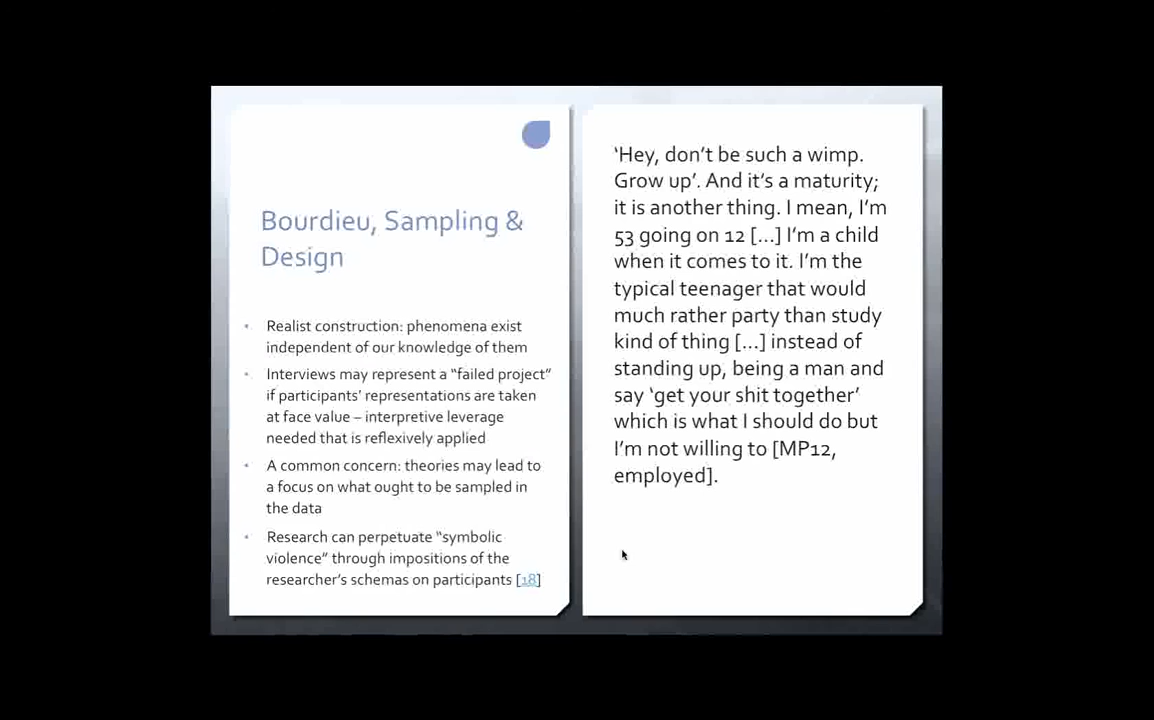 Bourdieu, Sampling &
Design
• Realist construction: phenomena exist
independent of our knowledge of them
• Interviews may represent a “failed project”
if participants’ representations are taken
at face value – interpretive leverage
needed that is reflexively applied
• A common concern: theories may lead to
a focus on what ought to be sampled in
the data
• Research can perpetuate “symbolic
violence” through impositions of the
researcher’s schemas on participants [18]
‘Hey, don’t be such a wimp.
Grow up’. And it’s a maturity;
it is another thing. I mean, I’m
53 going on 12 [...] I’m a child
when it comes to it. I’m the
typical teenager that would
much rather party than study
kind of thing [...] instead of
standing up, being a man and
say ‘get your shit together’
which is what I should do but
I’m not willing to [MP12,
employed].